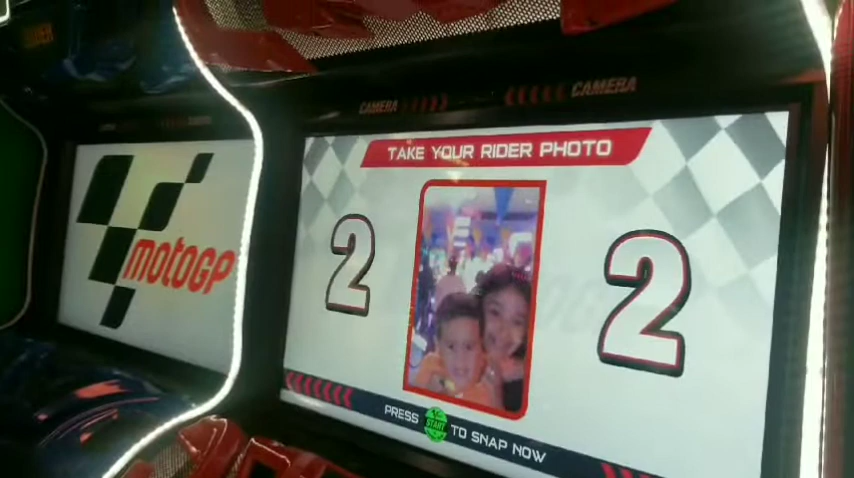 CAMERA
CAMERA
TAKE YOUR RIDER PHOTO
motoGP
2
2
PRESS START TO SNAP NOW